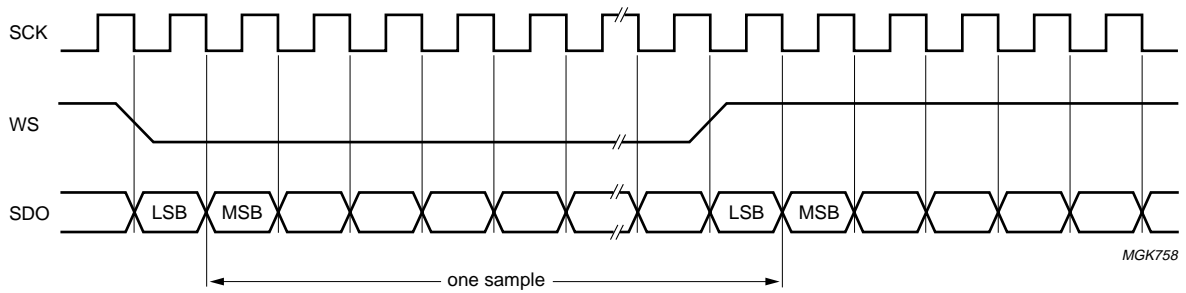 SCK
WS
SDO
LSB
MSB
LSB
MSB
MGK758
one sample